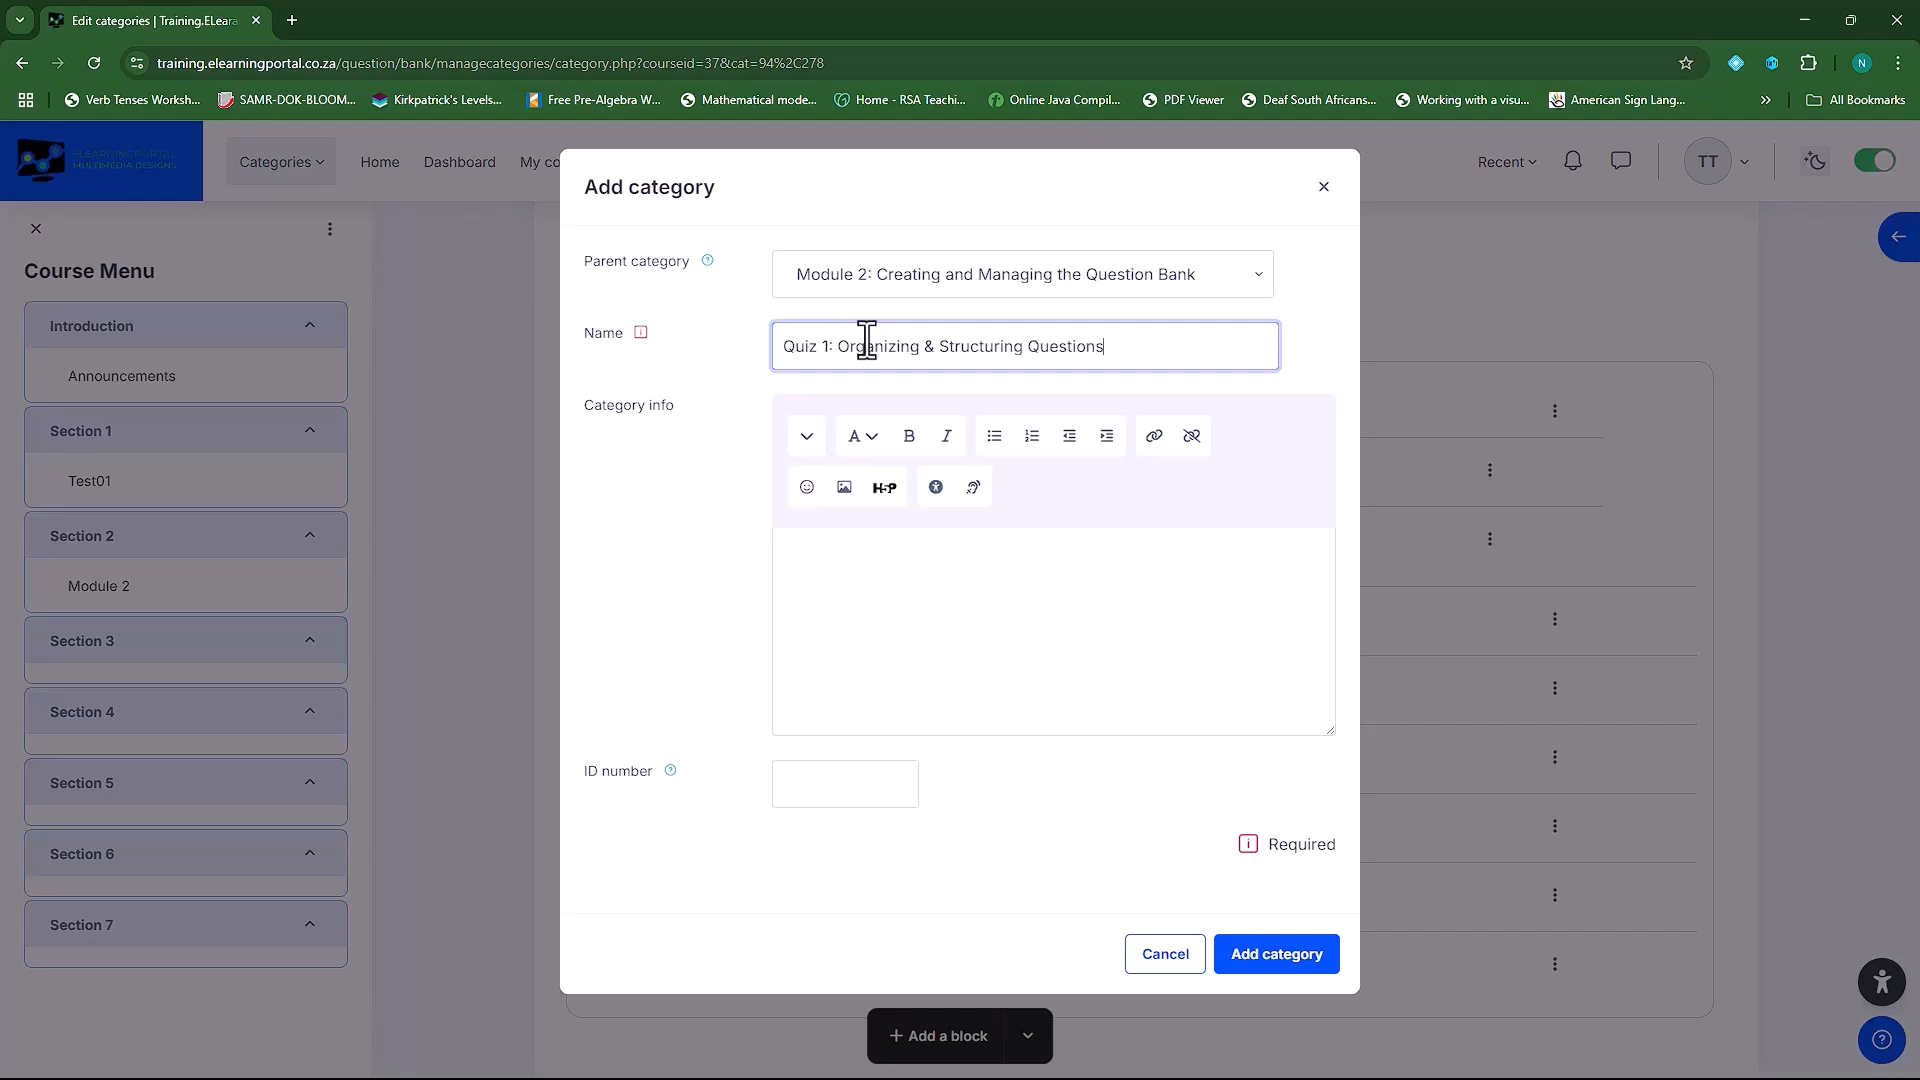 Edit categories | Training.ELeara
training.elearningportal.co.za/question/bank/managecategories/category.php?courseid=37&cat=94%2C278
N
Verb Tenses Worksh...
SAMR-DOK-BLOOM...
Kirkpatrick's Levels...
Free Pre-Algebra W...
Mathematical mode...
Home - RSA Teachi...
Online Java Compil...
PDF Viewer
Deaf South Africans...
Working with a visu...
American Sign Lang...
All Bookmarks
ELEARNINGPORTAL
MULTIMEDIA DESIGNS
Categories
Home
Dashboard
My co
Recent
TT
Course Menu
Introduction
Announcements
Section 1
Test01
Section 2
Module 2
Section 3
Section 4
Section 5
Section 6
Section 7
Add category
Parent category
Module 2: Creating and Managing the Question Bank
Name
Quiz 1: Organizing & Structuring Questions
Category info
A B I
H5P
ID number
Required
Cancel
Add category
+ Add a block